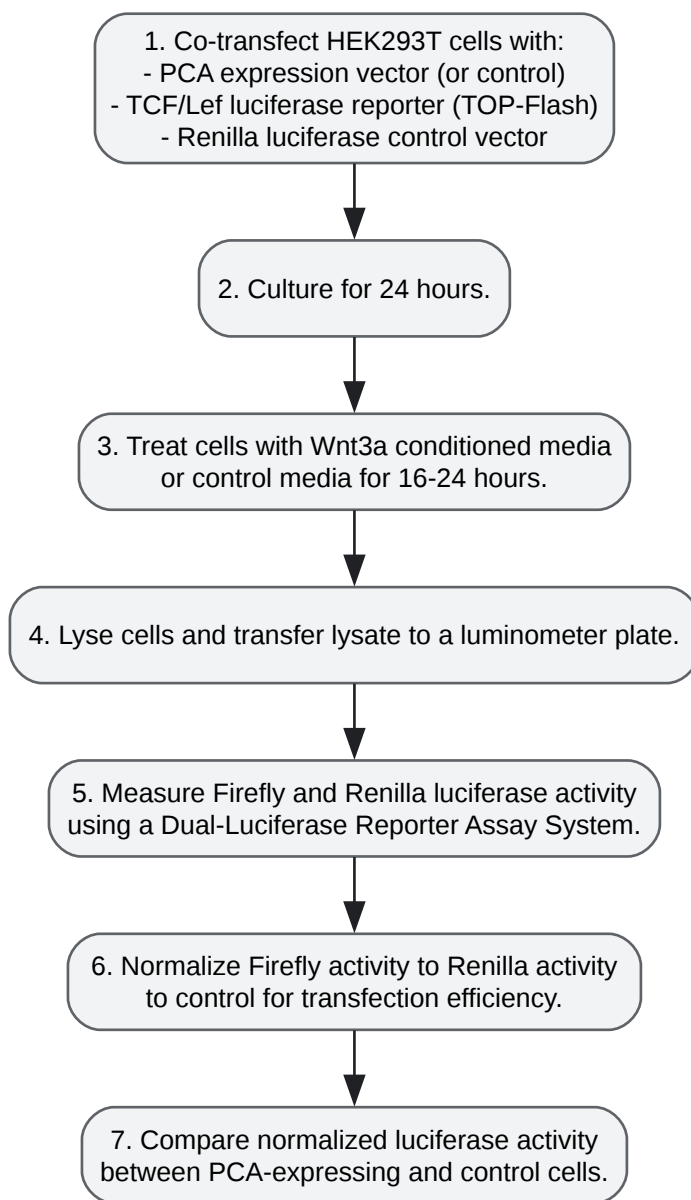 1. Co-transfect HEK293T cells with:
- PCA expression vector (or control)
- TCF/Lef luciferase reporter (TOP-Flash)
- Renilla luciferase control vector
2. Culture for 24 hours.
3. Treat cells with Wnt3a conditioned media
or control media for 16-24 hours.
4. Lyse cells and transfer lysate to a luminometer plate.
5. Measure Firefly and Renilla luciferase activity
using a Dual-Luciferase Reporter Assay System.
6. Normalize Firefly activity to Renilla activity
to control for transfection efficiency.
7. Compare normalized luciferase activity
between PCA-expressing and control cells.